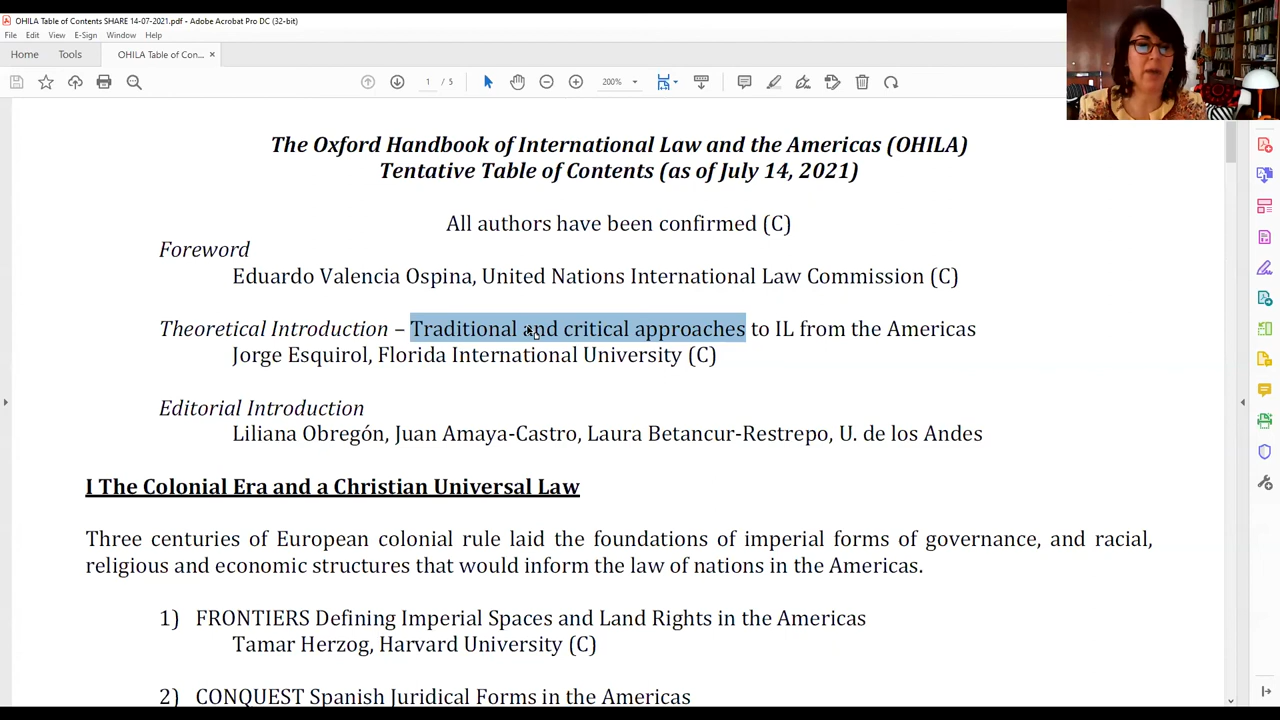 OHILA Table of Contents SHARE 14-07-2021.pdf - Adobe Acrobat Pro DC (32-bit)
File Edit View E-Sign Window Help
Home Tools OHILA Table of Con... ×
1 / 5 200%
The Oxford Handbook of International Law and the Americas (OHILA)
Tentative Table of Contents (as of July 14, 2021)
All authors have been confirmed (C)
Foreword
Eduardo Valencia Ospina, United Nations International Law Commission (C)
Theoretical Introduction – Traditional and critical approaches to IL from the Americas
Jorge Esquirol, Florida International University (C)
Editorial Introduction
Liliana Obregón, Juan Amaya-Castro, Laura Betancur-Restrepo, U. de los Andes
I The Colonial Era and a Christian Universal Law
Three centuries of European colonial rule laid the foundations of imperial forms of governance, and racial,
religious and economic structures that would inform the law of nations in the Americas.
1) FRONTIERS Defining Imperial Spaces and Land Rights in the Americas
Tamar Herzog, Harvard University (C)
2) CONQUEST Spanish Juridical Forms in the Americas